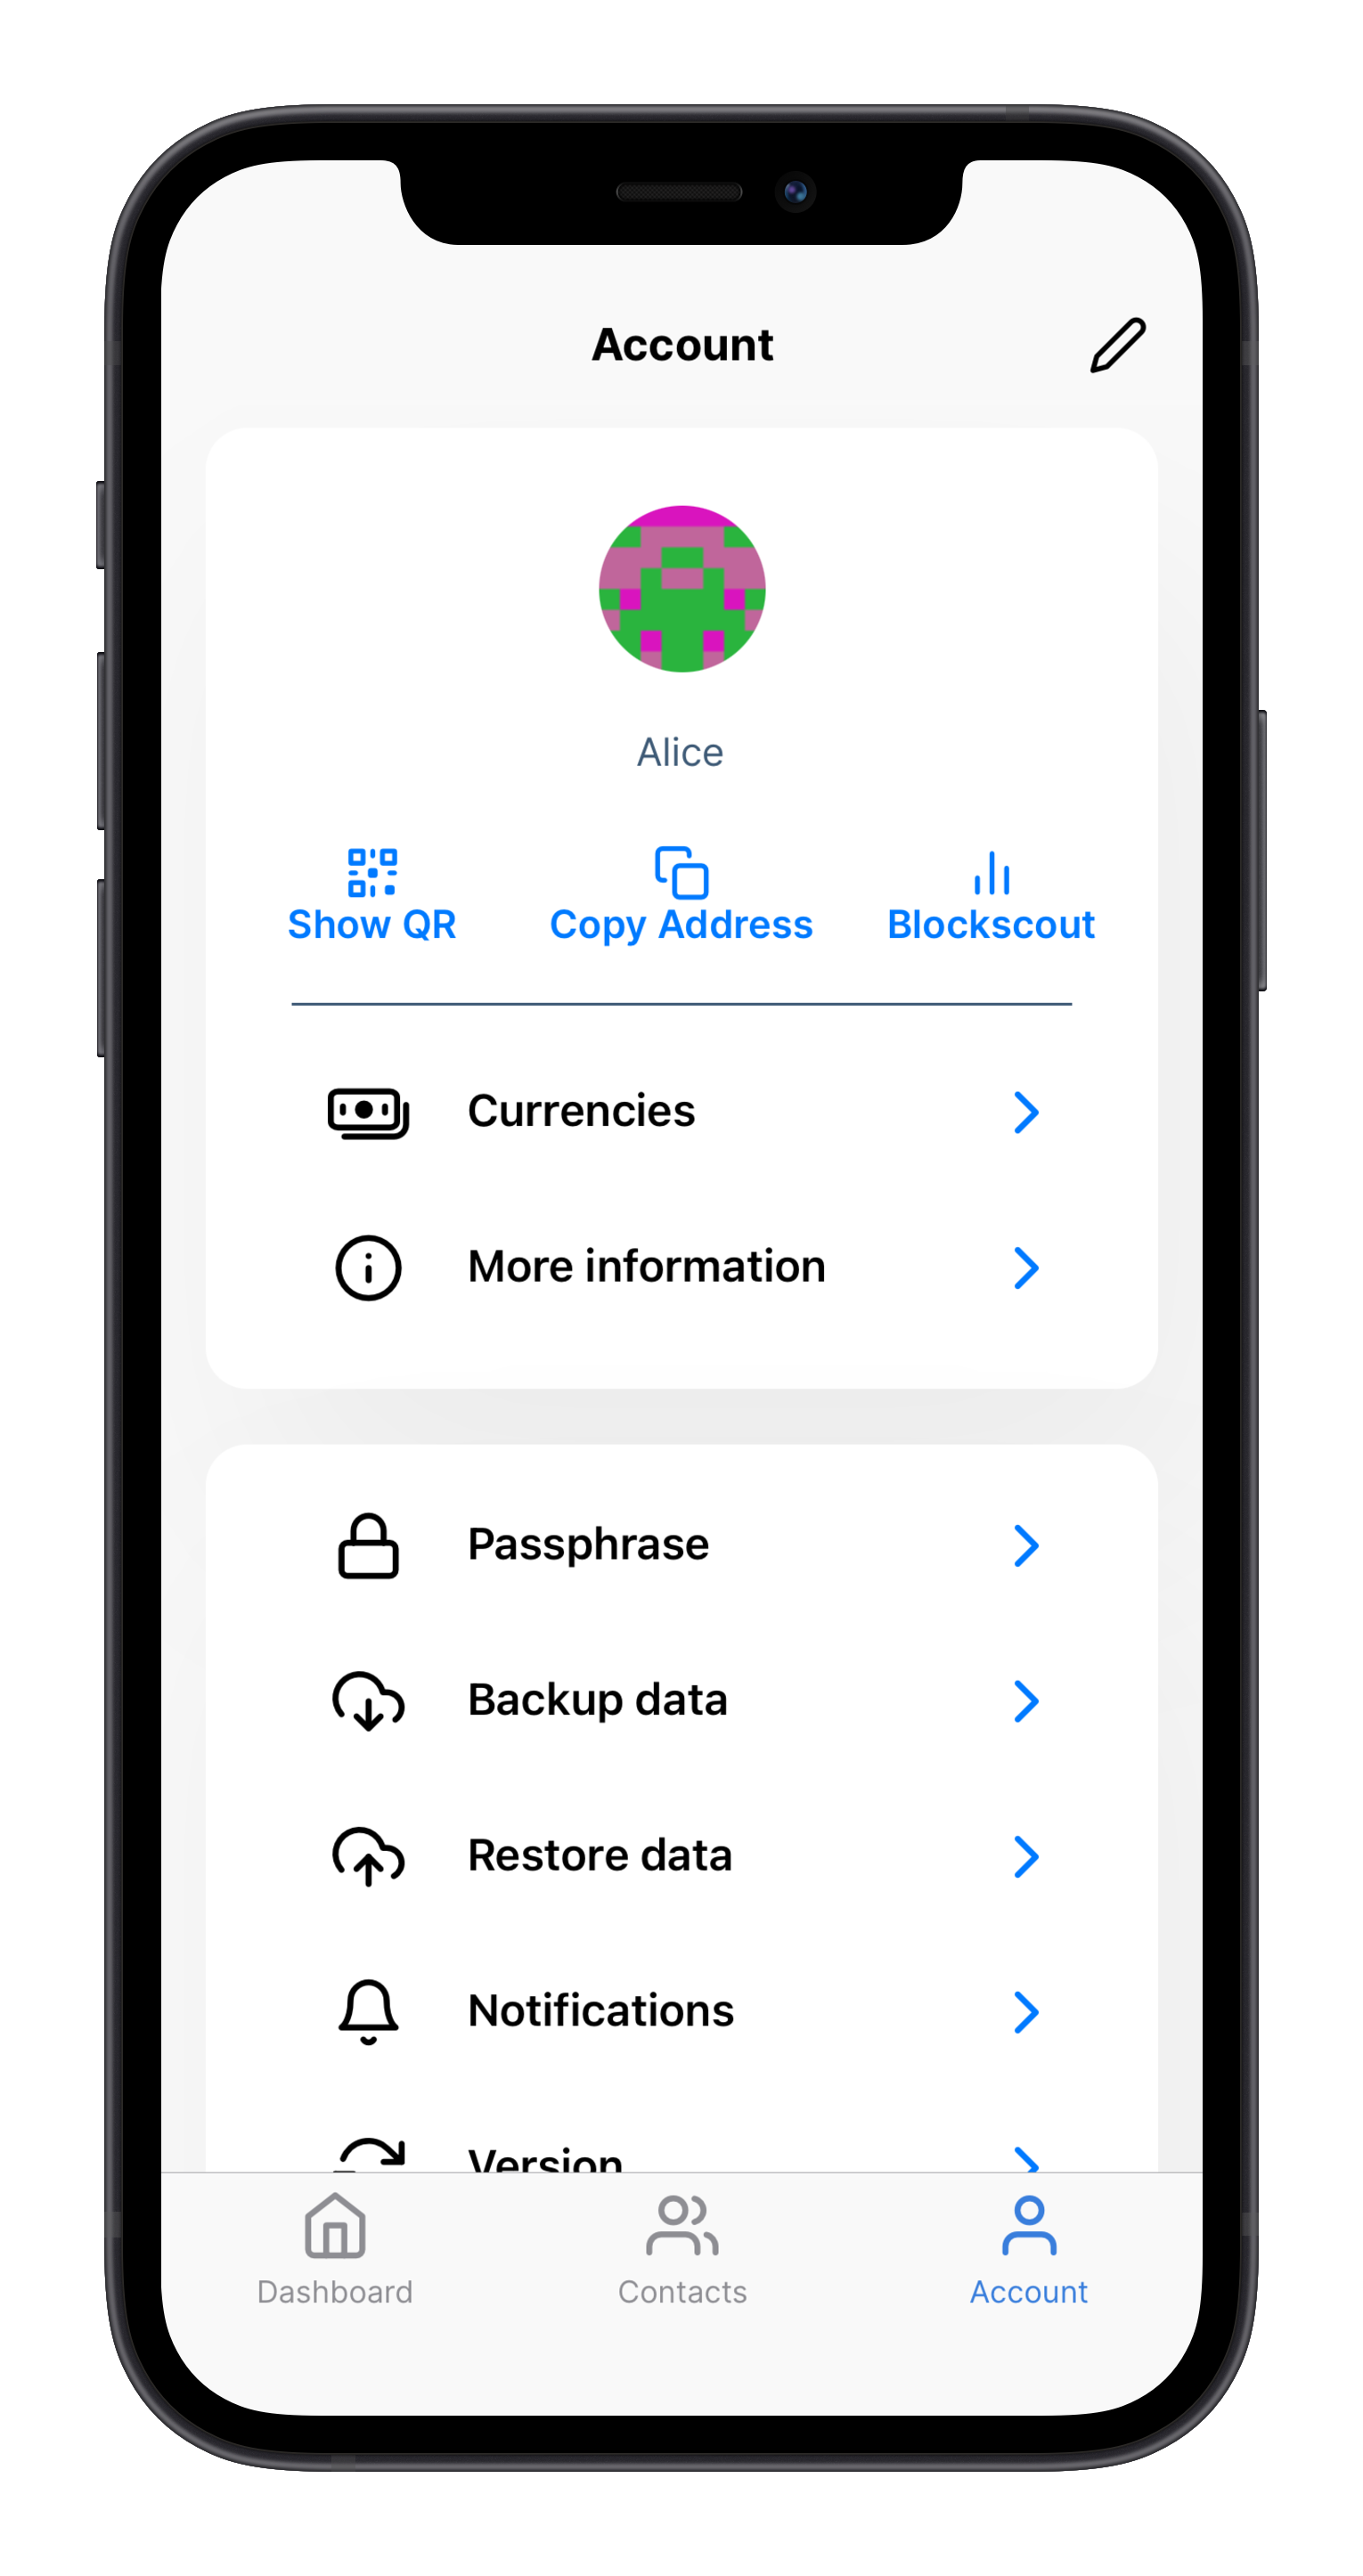 Account
Alice
Show QR
Copy Address
Blockscout
Currencies
More information
Passphrase
Backup data
Restore data
Notifications
Version
Dashboard
Contacts
Account